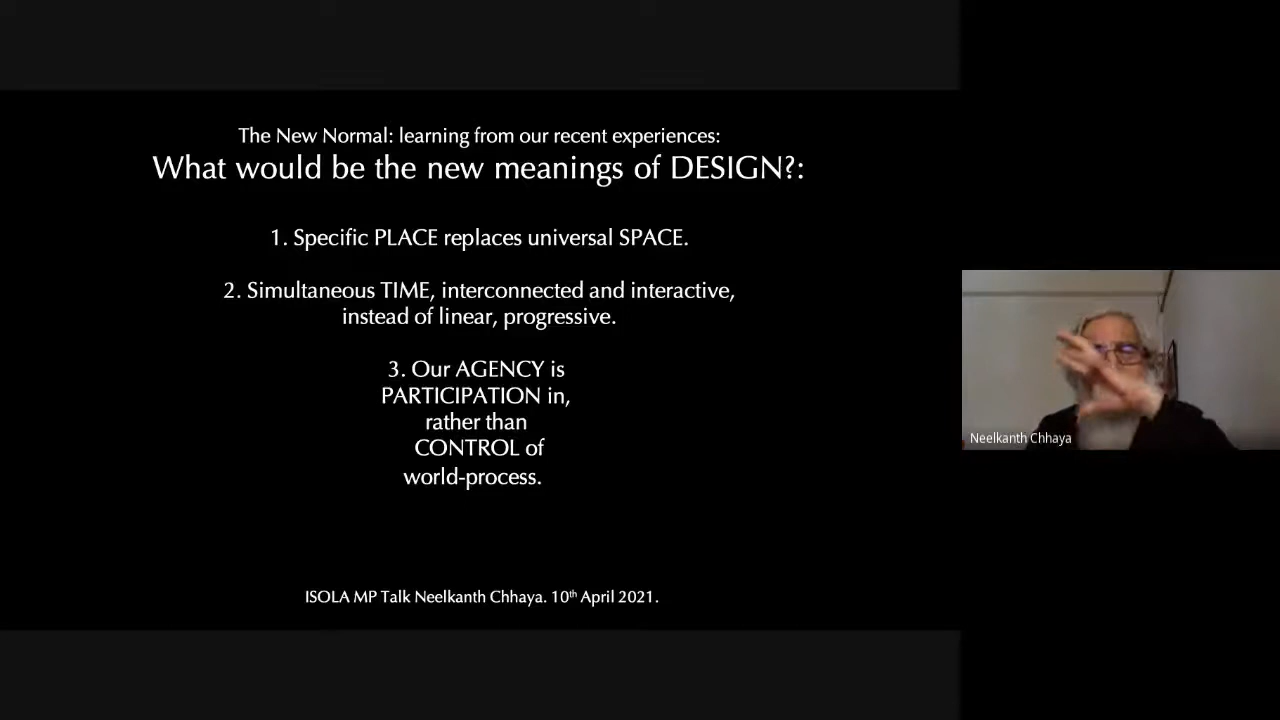 The New Normal: learning from our recent experiences:
What would be the new meanings of DESIGN?:
1. Specific PLACE replaces universal SPACE.
2. Simultaneous TIME, interconnected and interactive,
instead of linear, progressive.
3. Our AGENCY is
PARTICIPATION in,
rather than
CONTROL of
world-process.
ISOLA MP Talk Neelkanth Chhaya. 10th April 2021.
Neelkanth Chhaya